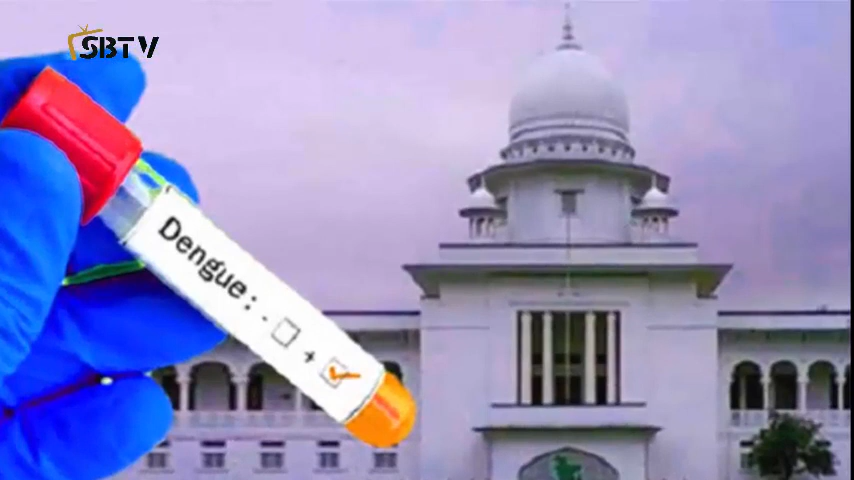 SBTV
Dengue : - ☐ + ☑